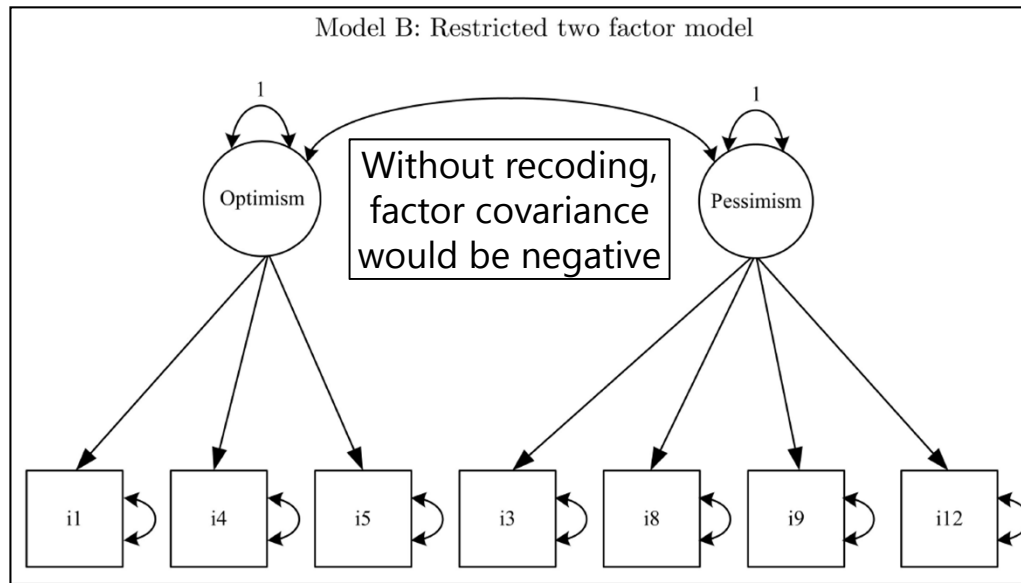 Model B: Restricted two factor model
1
1
Without recoding,
factor covariance
would be negative
Optimism
Pessimism
i1
i4
i5
i3
i8
i9
i12